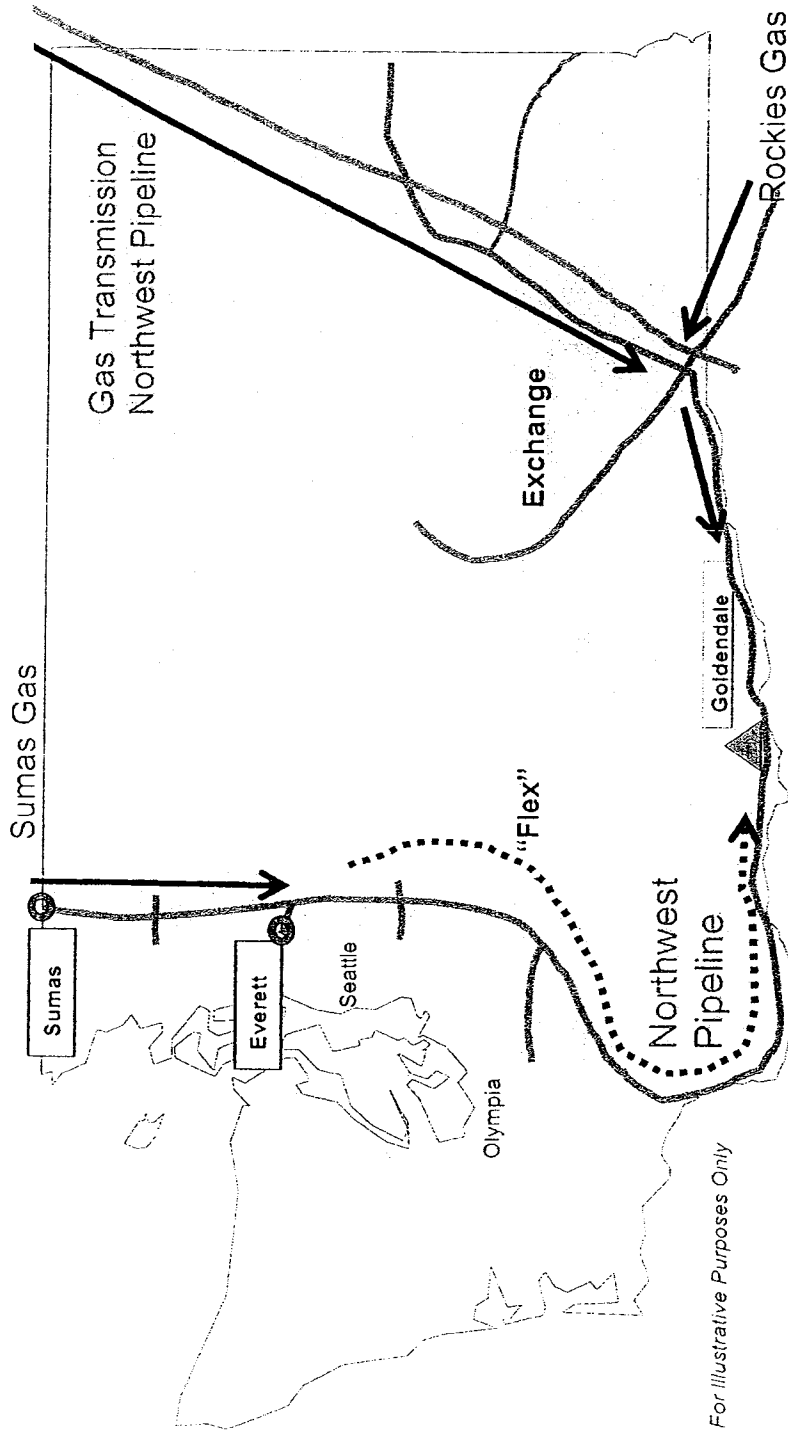 Sumas Gas
Gas Transmission
Northwest Pipeline
Sumas
Everett
Seattle
Olympia
"Flex"
Exchange
Northwest
Pipeline
Goldendale
Rockies Gas
For Illustrative Purposes Only